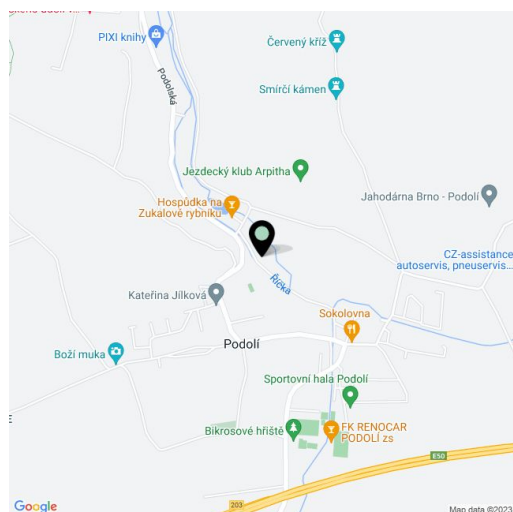 PIXI knihy
Červený kříž
Podolská
Smírčí kámen
Jezdecký klub Arpitha
Jahodárna Brno - Podolí
Hospůdka na
Zukalově rybníku
CZ-assistance
autoservis, pneuservis...
Říčka
Kateřina Jílková
Sokolovna
Podolí
Boží muka
Sportovní hala Podolí
Bikrosové hřiště
FK RENOCAR
PODOLÍ zs
E50
203
Google
Map data ©2023